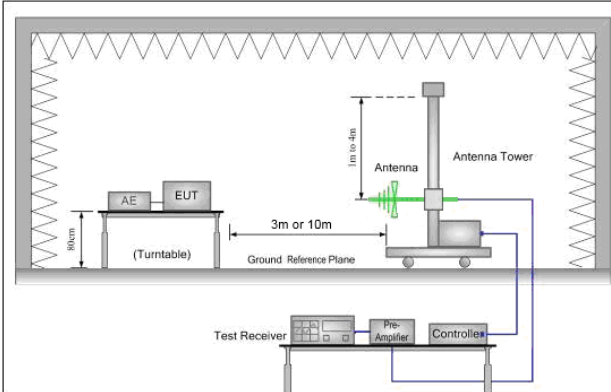 1m to 4m
Antenna
Antenna Tower
AE
EUT
80cm
(Turntable)
3m or 10m
Ground Reference Plane
Test Receiver
Pre-
Amplifier
Controller